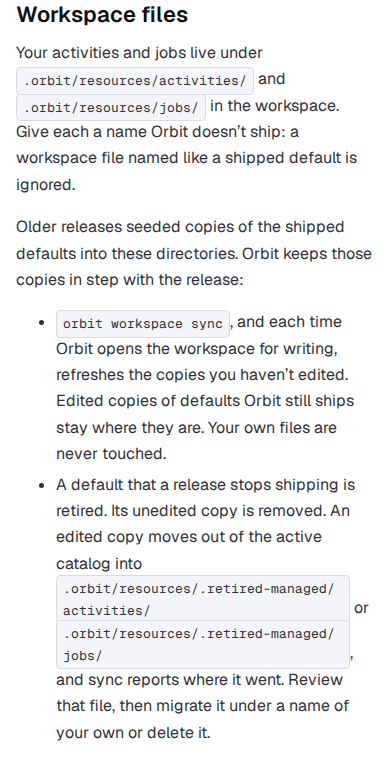 Workspace files
Your activities and jobs live under
.orbit/resources/activities/ and
.orbit/resources/jobs/ in the workspace.
Give each a name Orbit doesn’t ship: a
workspace file named like a shipped default is
ignored.
Older releases seeded copies of the shipped
defaults into these directories. Orbit keeps those
copies in step with the release:
• orbit workspace sync, and each time
Orbit opens the workspace for writing,
refreshes the copies you haven’t edited.
Edited copies of defaults Orbit still ships
stay where they are. Your own files are
never touched.
• A default that a release stops shipping is
retired. Its unedited copy is removed. An
edited copy moves out of the active
catalog into
.orbit/resources/.retired-managed/
activities/ or
.orbit/resources/.retired-managed/
jobs/,
and sync reports where it went. Review
that file, then migrate it under a name of
your own or delete it.